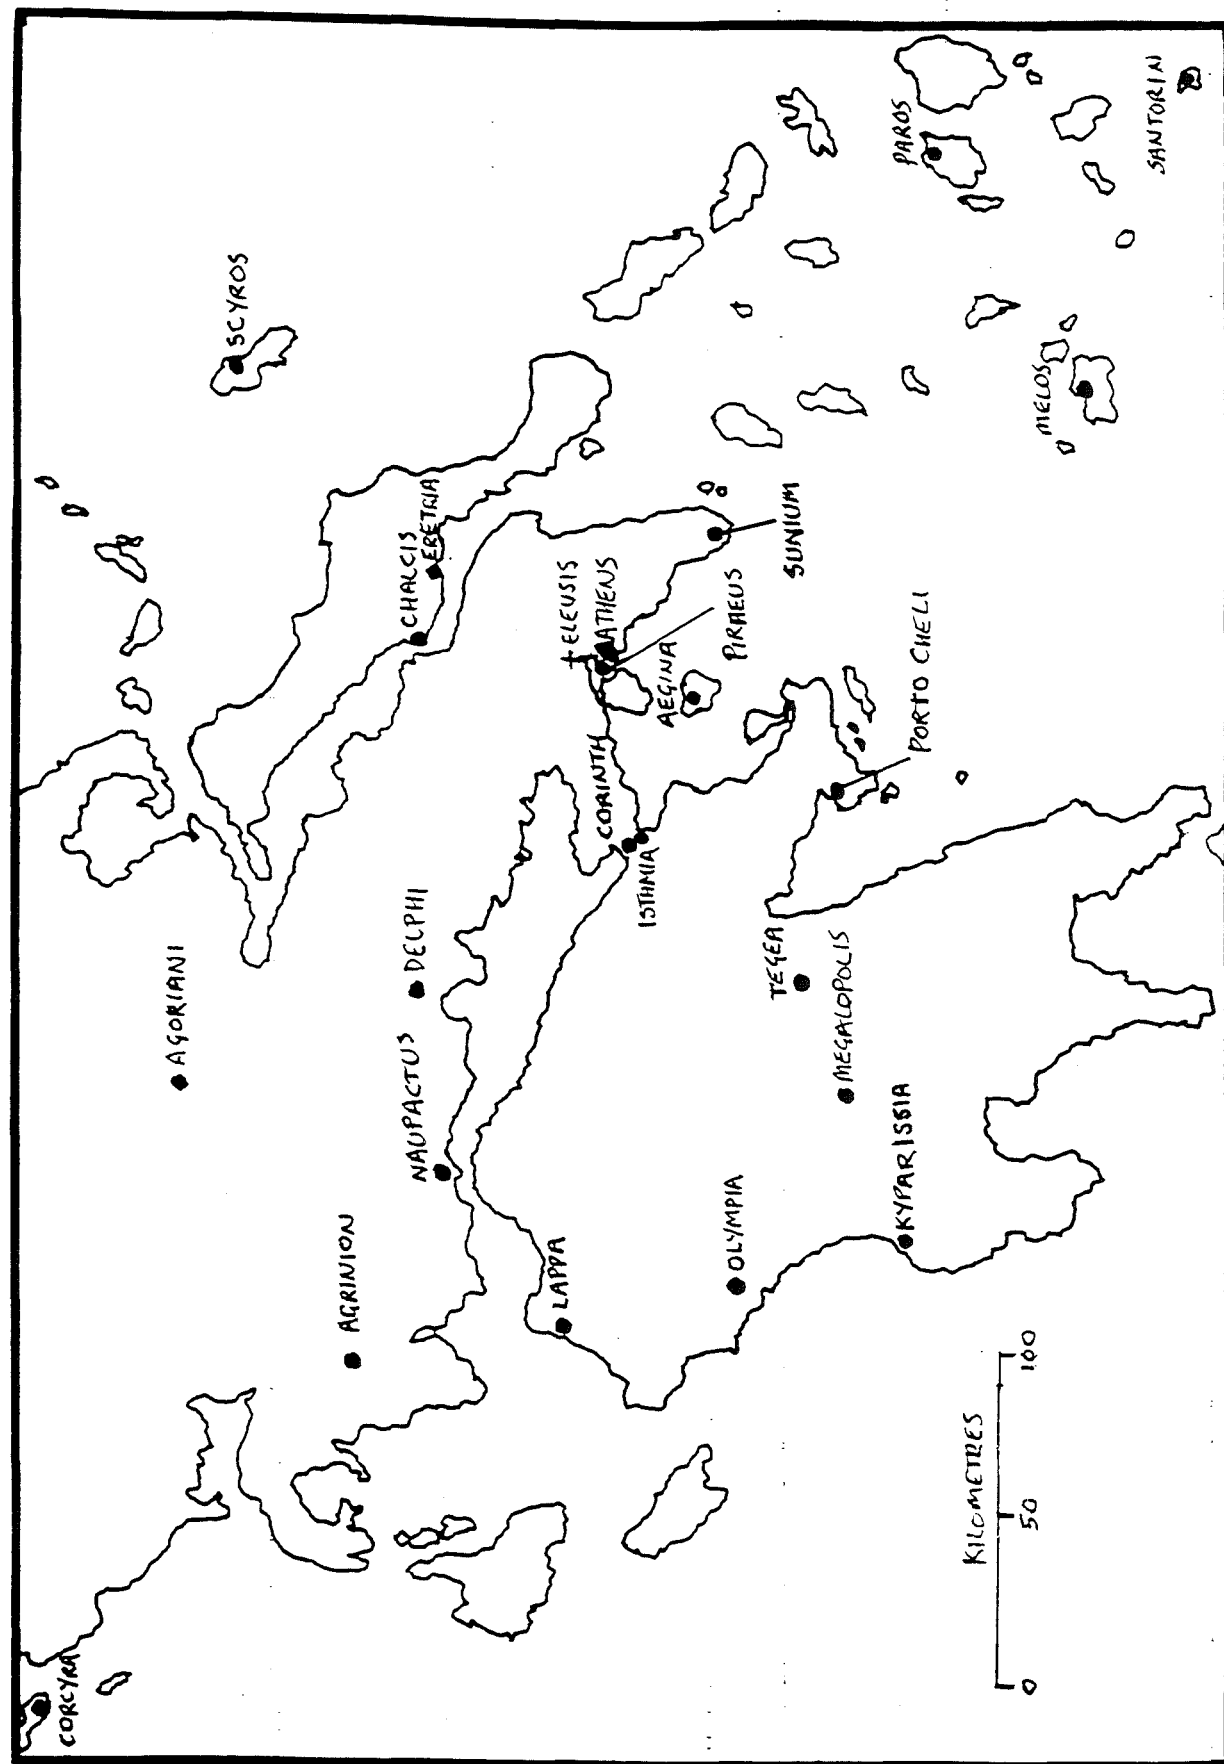 CORCYRA
AGORIANI
SCYROS
AGRINION
NAUPACTUS
DELPHI
CHALCIS
ERETRIA
LAPPA
CORINTH
ISTHMIA
+ ELEUSIS
ATHENS
AEGINA
PIRAEUS
SUNIUM
OLYMPIA
TEGEA
MEGALOPOLIS
PORTO CHELI
KYPARISSIA
PAROS
MELOS
SANTORIN
KILOMETRES
0 50 100